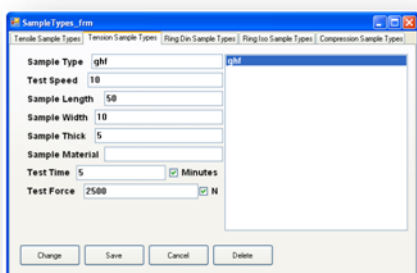 SampleTypes_frm
Tensile Sample Types Tension Sample Types Ring Din Sample Types Ring Iso Sample Types Compression Sample Types
Sample Type ghf ghf
Test Speed 10
Sample Length 50
Sample Width 10
Sample Thick 5
Sample Material
Test Time 5 Minutes
Test Force 2500 N
Change Save Cancel Delete